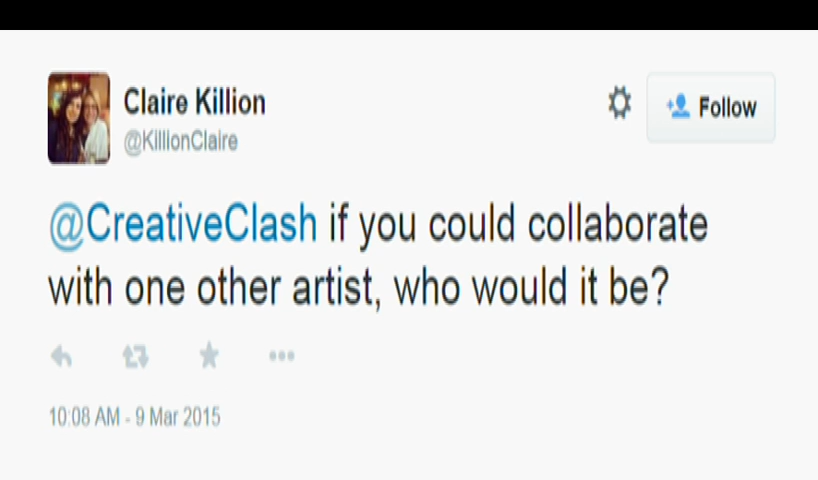 Claire Killion
@KillionClaire
Follow
@CreativeClash if you could collaborate
with one other artist, who would it be?
10:08 AM - 9 Mar 2015